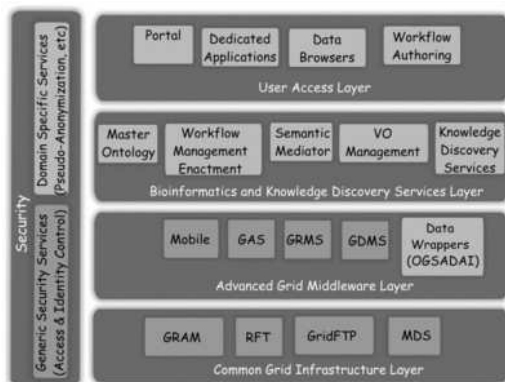 Security
Domain Specific Services
(Pseudo-Anonymization, etc)
Generic Security Services
(Access & Identity Control)
Portal
Dedicated
Applications
Data
Browsers
Workflow
Authoring
User Access Layer
Master
Ontology
Workflow
Management
Enactment
Semantic
Mediator
VO
Management
Knowledge
Discovery
Services
Bioinformatics and Knowledge Discovery Services Layer
Mobile
GAS
GRMS
GDMS
Data
Wrappers
(OGSADAI)
Advanced Grid Middleware Layer
GRAM
RFT
GridFTP
MDS
Common Grid Infrastructure Layer